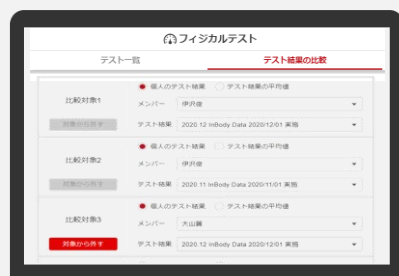 フィジカルテスト
テスト一覧 テスト結果の比較
個人のテスト結果 テスト結果の平均値
比較対象1
メンバー 伊沢俊
対象から外す テスト結果 2020 12 InBody Data 2020/12/01 実施
個人のテスト結果 テスト結果の平均値
比較対象2
メンバー 伊沢俊
対象から外す テスト結果 2020 11 InBody Data 2020/11/01 実施
個人のテスト結果 テスト結果の平均値
比較対象3
メンバー 大山翼
対象から外す テスト結果 2020 12 InBody Data 2020/12/01 実施